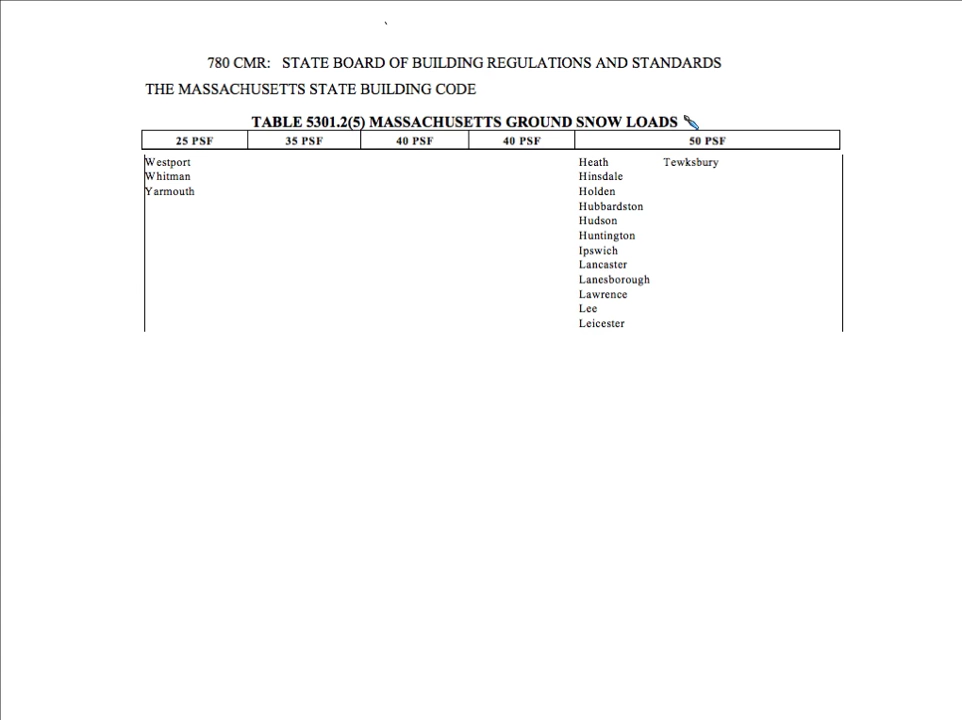 780 CMR: STATE BOARD OF BUILDING REGULATIONS AND STANDARDS
THE MASSACHUSETTS STATE BUILDING CODE
TABLE 5301.2(5) MASSACHUSETTS GROUND SNOW LOADS
25 PSF 35 PSF 40 PSF 40 PSF 50 PSF
Westport Heath Tewksbury
Whitman Hinsdale
Yarmouth Holden
Hubbardston
Hudson
Huntington
Ipswich
Lancaster
Lanesborough
Lawrence
Lee
Leicester